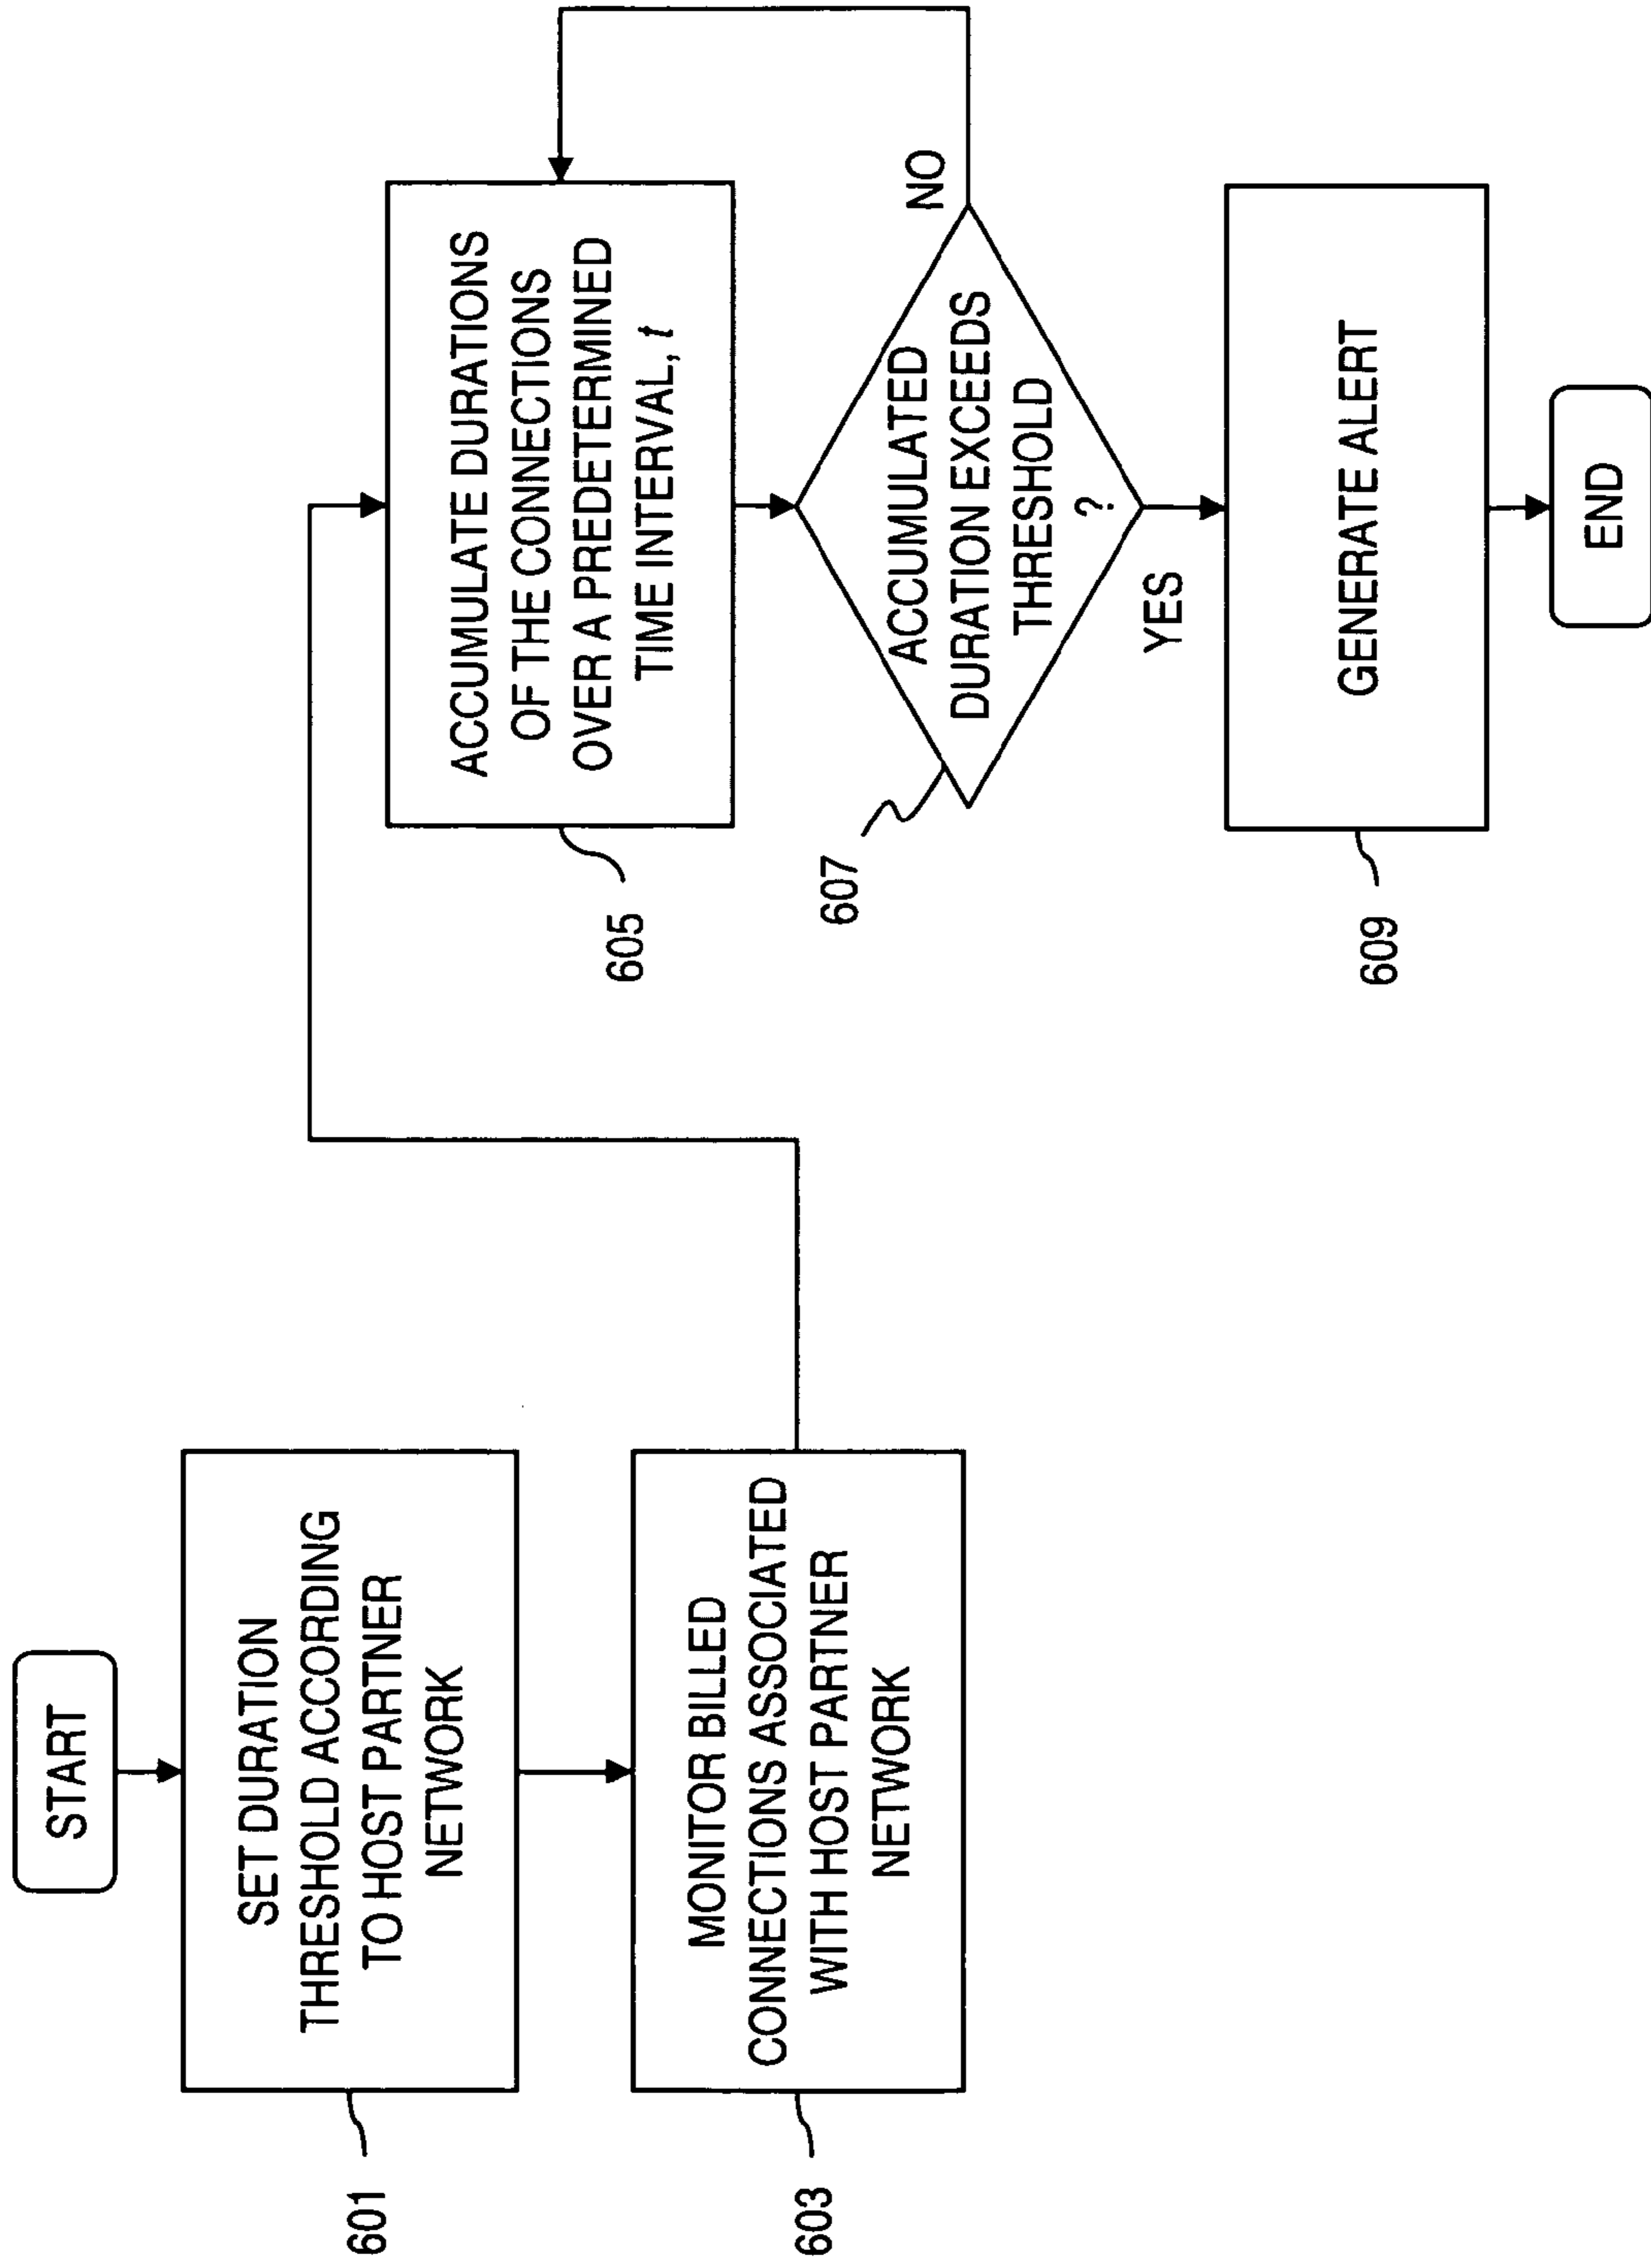 START
SET DURATION
THRESHOLD ACCORDING
TO HOST PARTNER
NETWORK
601
MONITOR BILLED
CONNECTIONS ASSOCIATED
WITH HOST PARTNER
NETWORK
603
ACCUMULATE DURATIONS
OF THE CONNECTIONS
OVER A PREDETERMINED
TIME INTERVAL, t
605
ACCUMULATED
DURATION EXCEEDS
THRESHOLD
?
607
NO
YES
GENERATE ALERT
609
END